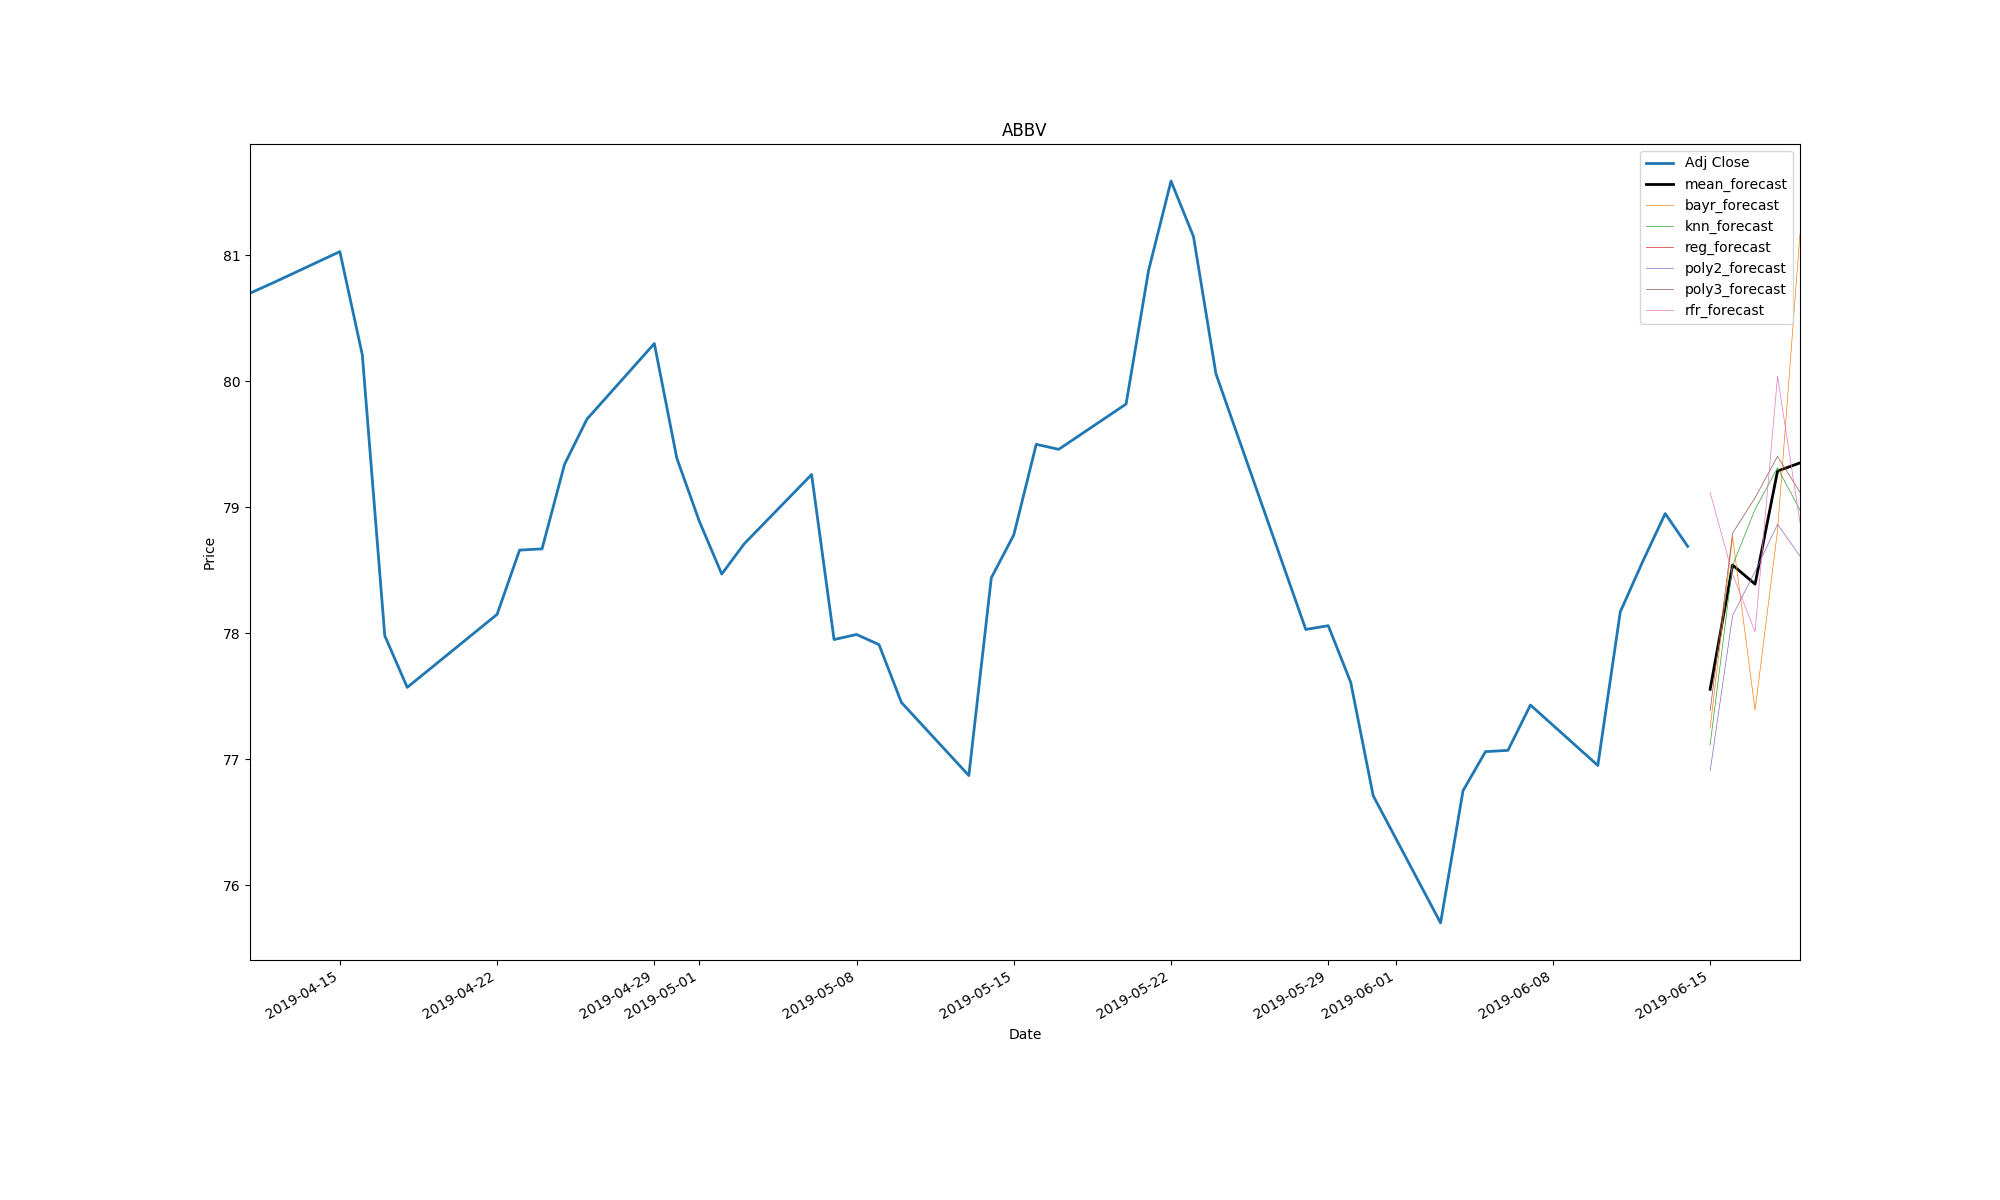 ABBV
Adj Close
mean_forecast
bayr_forecast
knn_forecast
reg_forecast
poly2_forecast
poly3_forecast
rfr_forecast
81
80
79
78
77
76
Price
2019-04-15
2019-04-22
2019-04-29
2019-05-01
2019-05-08
2019-05-15
2019-05-22
2019-05-29
2019-06-01
2019-06-08
2019-06-15
Date